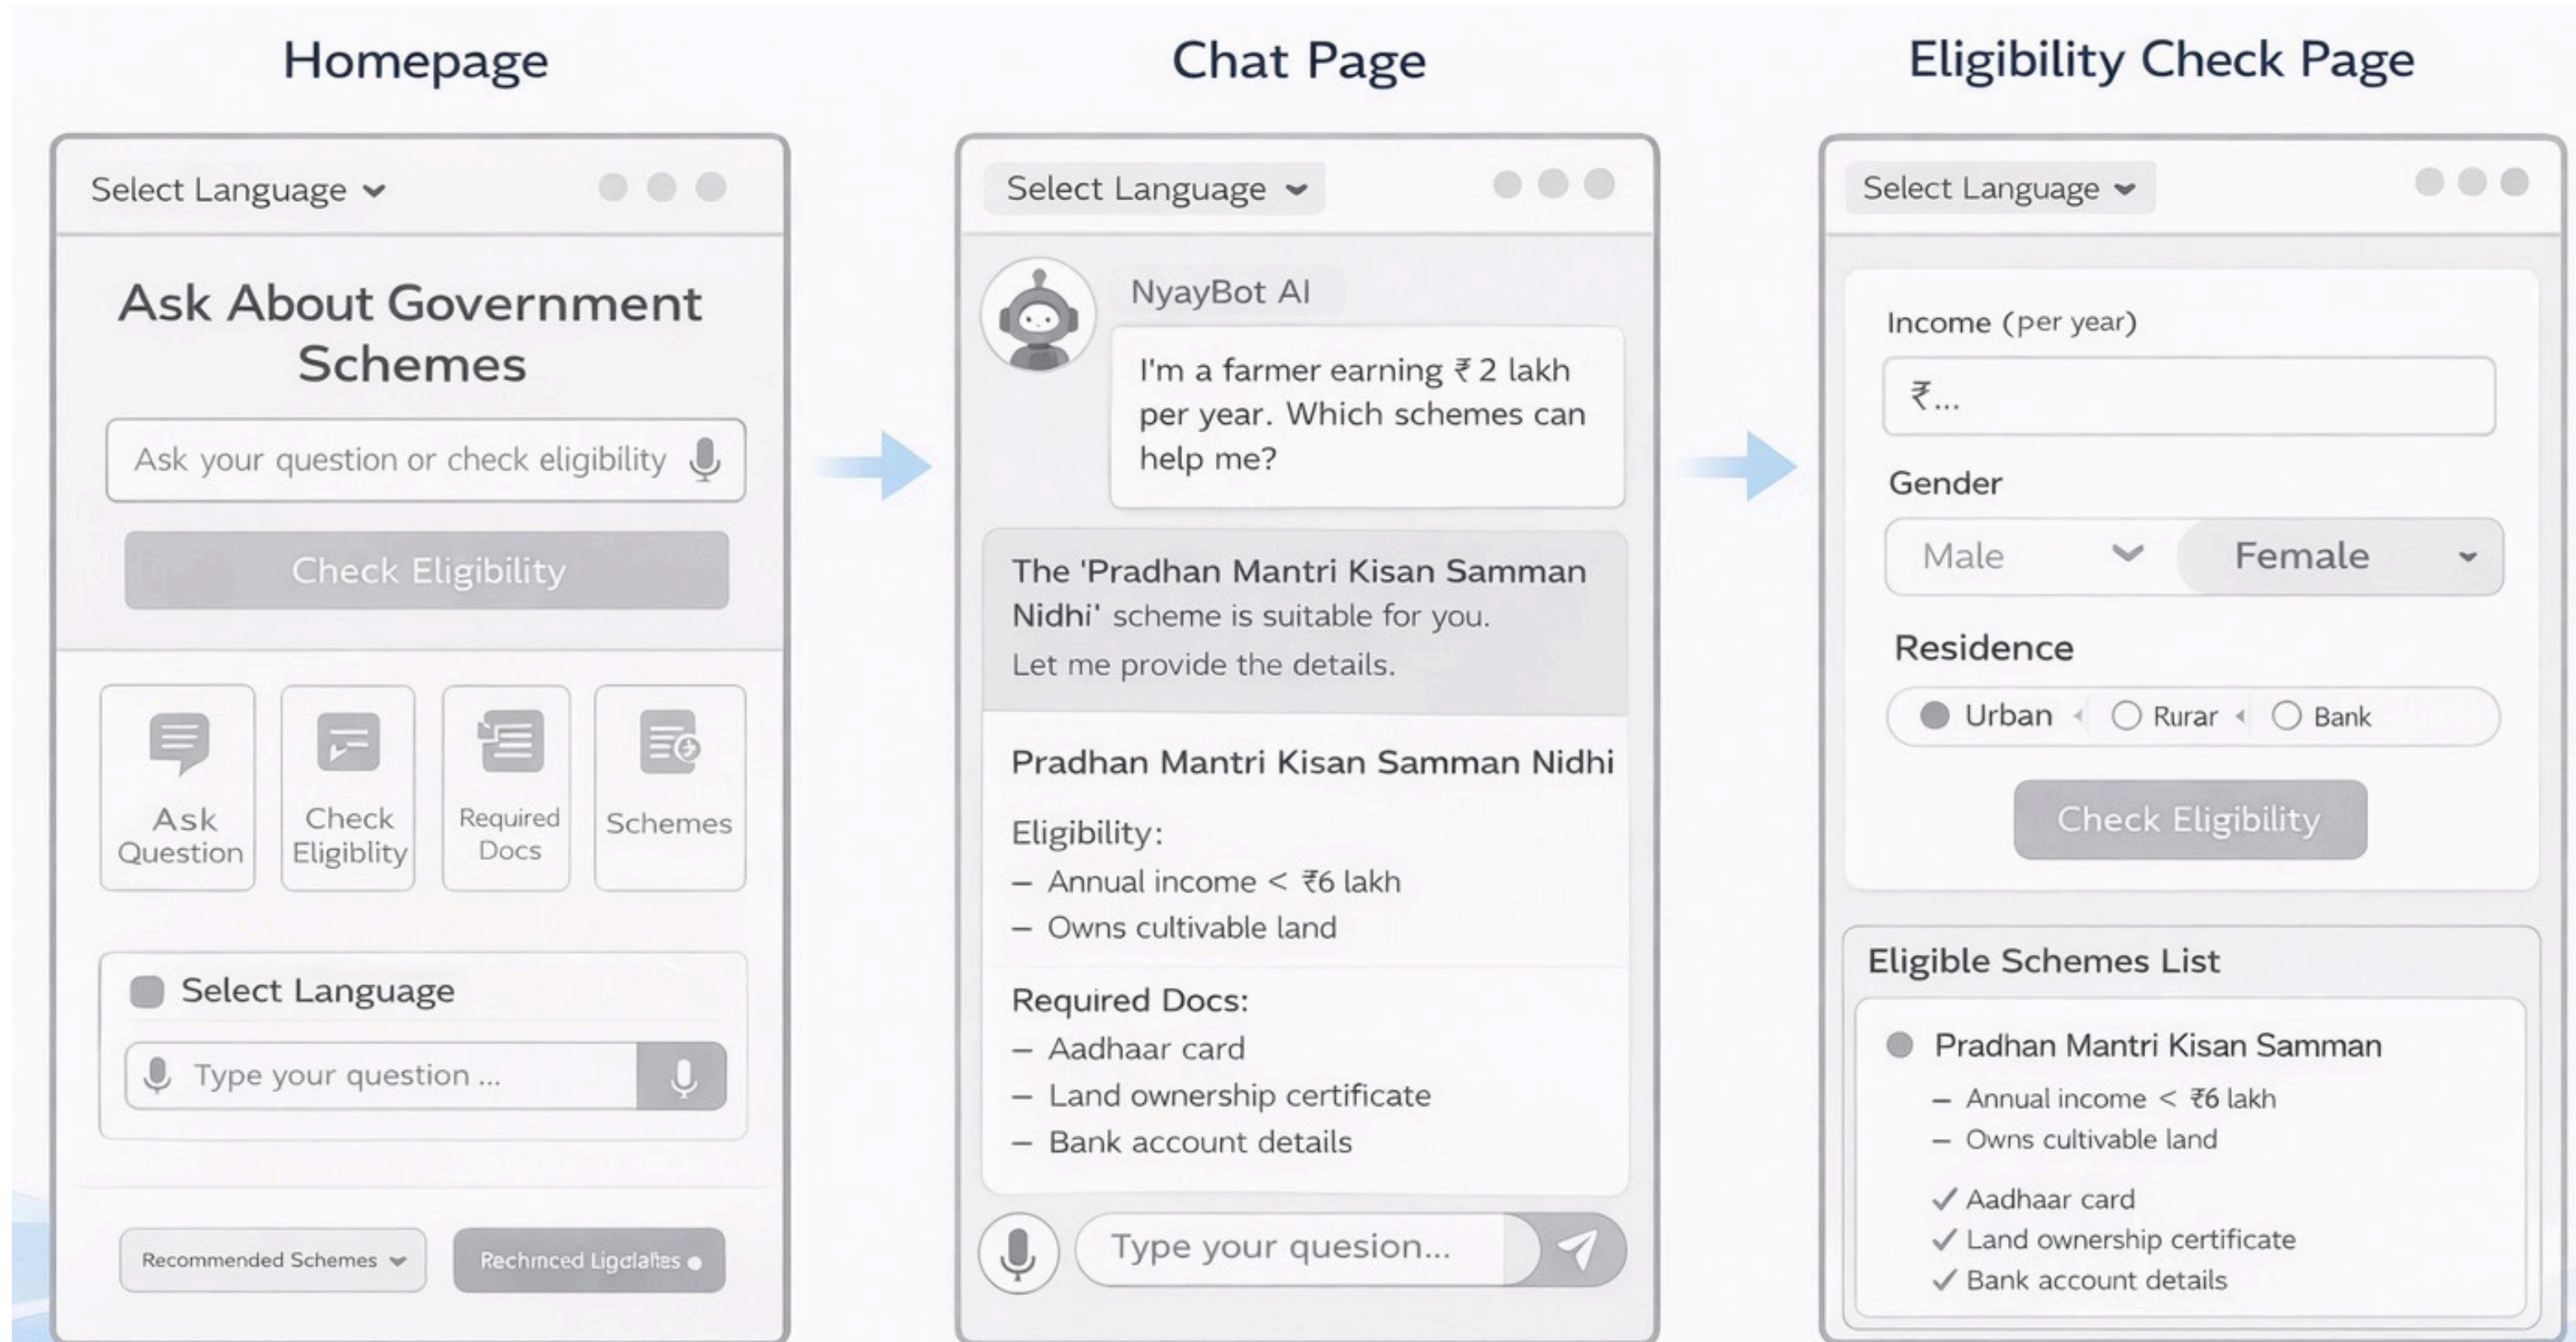 Homepage
Select Language
Ask About Government
Schemes
Ask your question or check eligibility
Check Eligibility
Ask
Question
Check
Eligiblity
Required
Docs
Schemes
Select Language
Type your question ...
Recommended Schemes
Chat Page
Select Language
NyayBot AI
I'm a farmer earning ₹ 2 lakh
per year. Which schemes can
help me?
The 'Pradhan Mantri Kisan Samman
Nidhi' scheme is suitable for you.
Let me provide the details.
Pradhan Mantri Kisan Samman Nidhi
Eligibility:
– Annual income < ₹6 lakh
– Owns cultivable land
Required Docs:
– Aadhaar card
– Land ownership certificate
– Bank account details
Type your quesion...
Eligibility Check Page
Select Language
Income (per year)
₹...
Gender
Male Female
Residence
Urban Rurar Bank
Check Eligibility
Eligible Schemes List
Pradhan Mantri Kisan Samman
– Annual income < ₹6 lakh
– Owns cultivable land
✓ Aadhaar card
✓ Land ownership certificate
✓ Bank account details